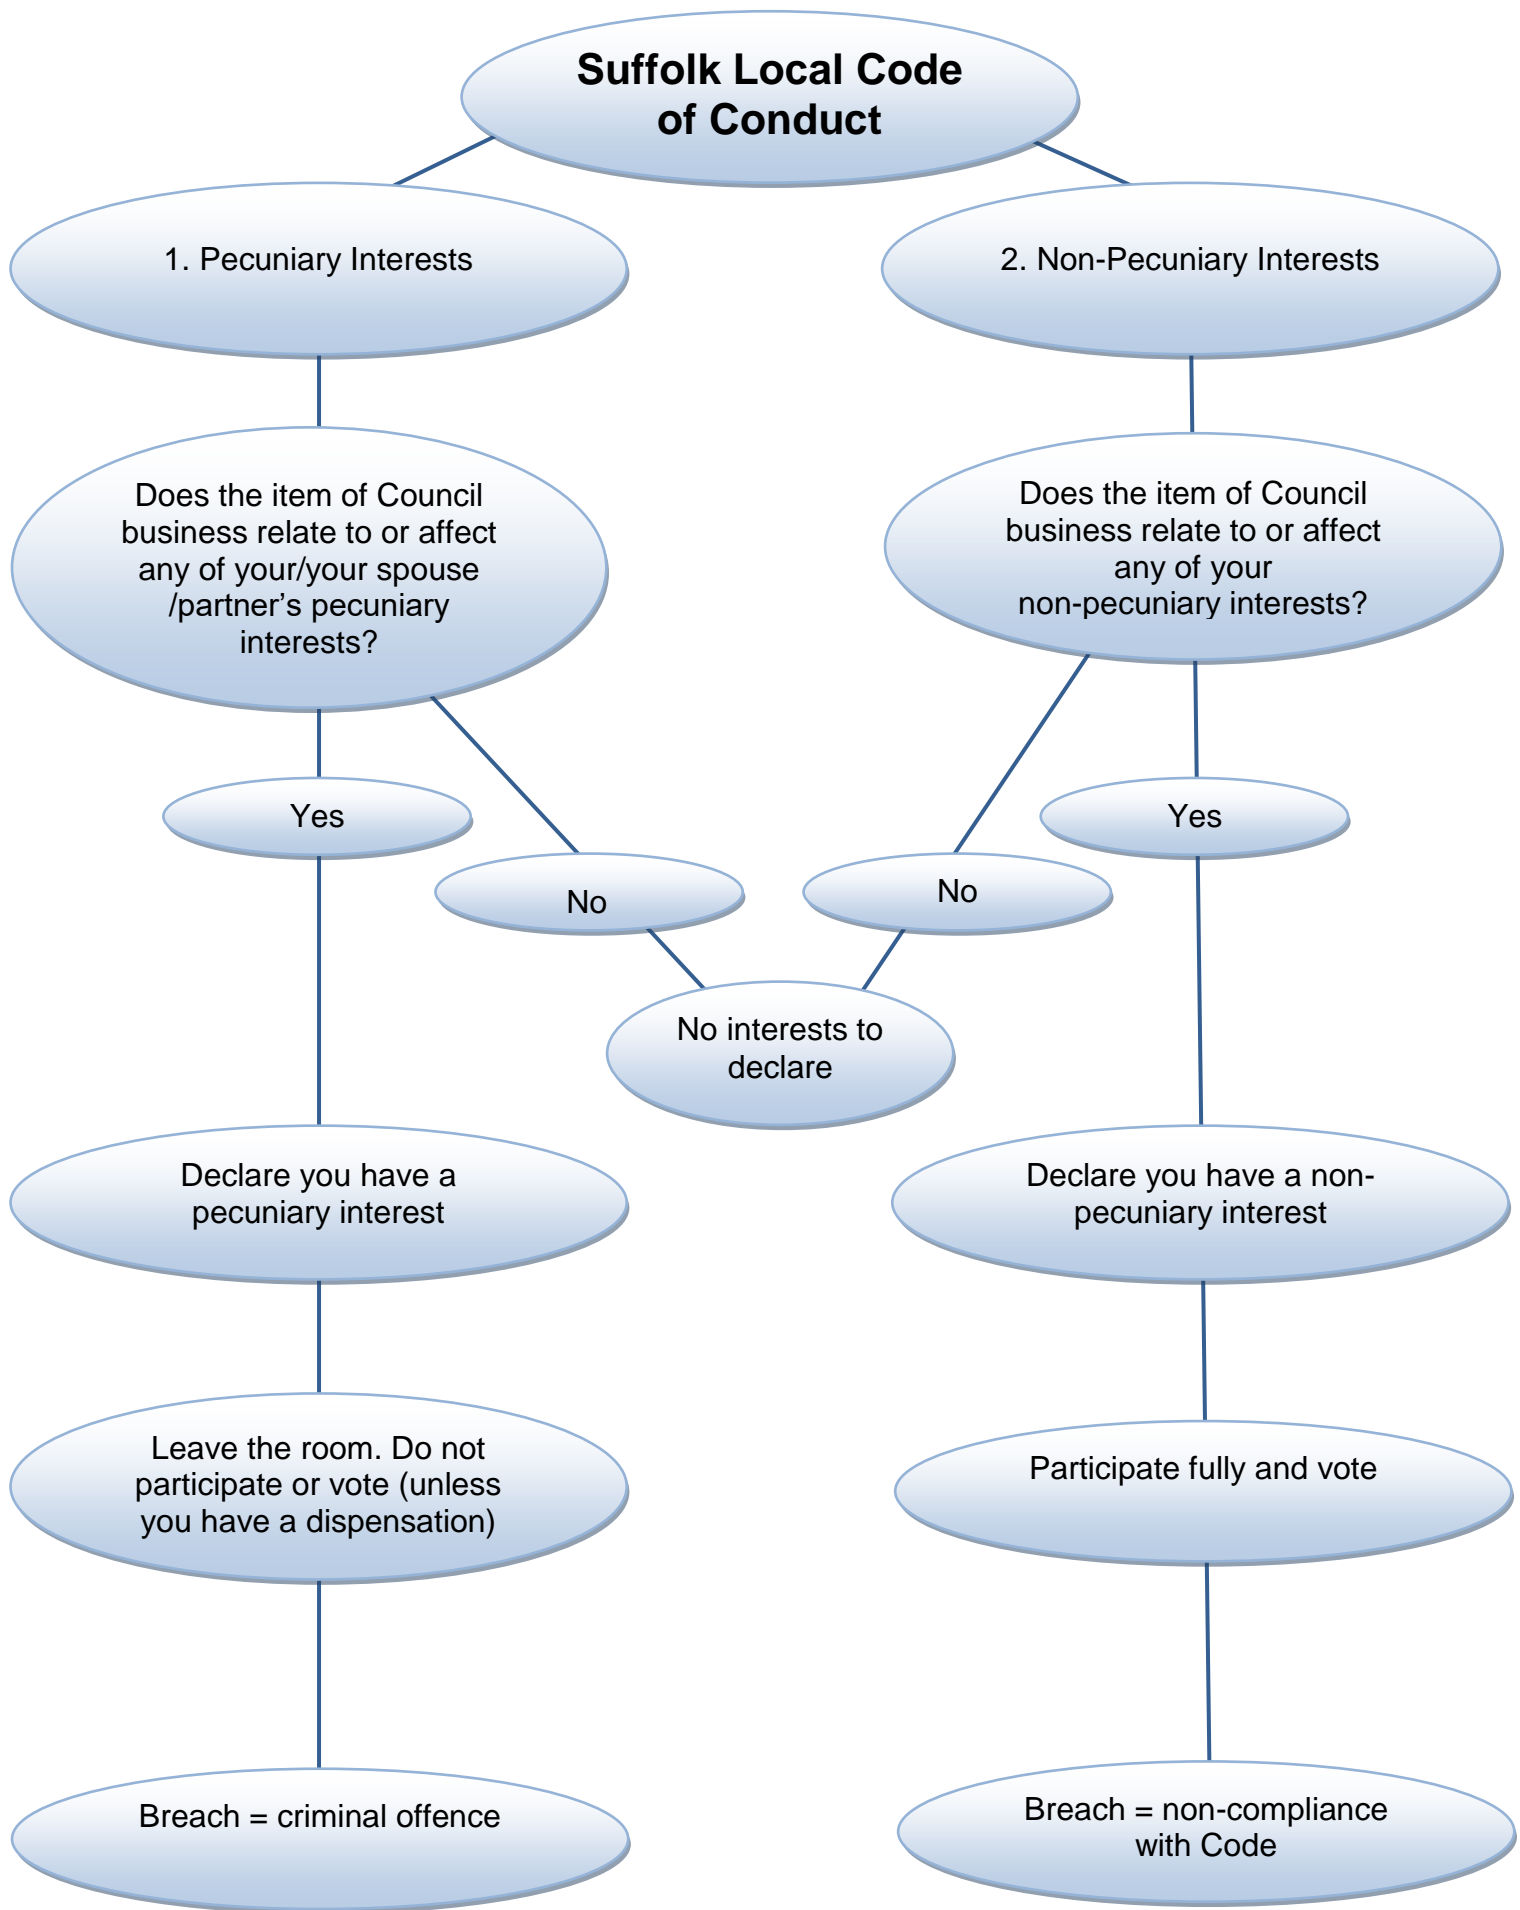 Suffolk Local Code
of Conduct
1. Pecuniary Interests
2. Non-Pecuniary Interests
Does the item of Council
business relate to or affect
any of your/your spouse
/partner’s pecuniary
interests?
Does the item of Council
business relate to or affect
any of your
non-pecuniary interests?
Yes
Yes
No
No
No interests to
declare
Declare you have a
pecuniary interest
Declare you have a non-
pecuniary interest
Leave the room. Do not
participate or vote (unless
you have a dispensation)
Participate fully and vote
Breach = criminal offence
Breach = non-compliance
with Code